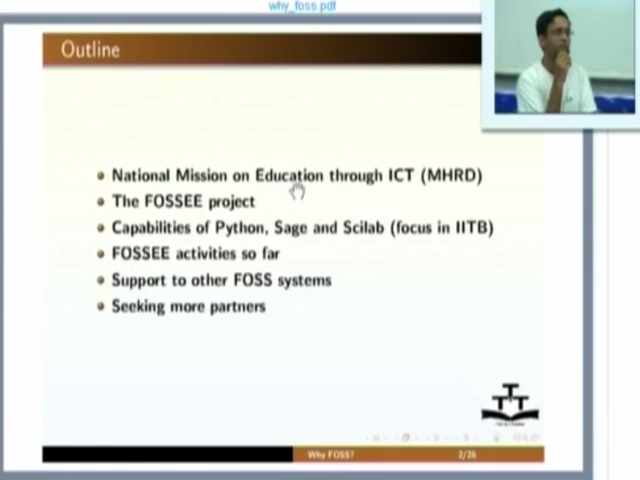 why_foss.pdf
Outline
National Mission on Education through ICT (MHRD)
The FOSSEE project
Capabilities of Python, Sage and Scilab (focus in IITB)
FOSSEE activities so far
Support to other FOSS systems
Seeking more partners
T T T
Why FOSS?
2/26